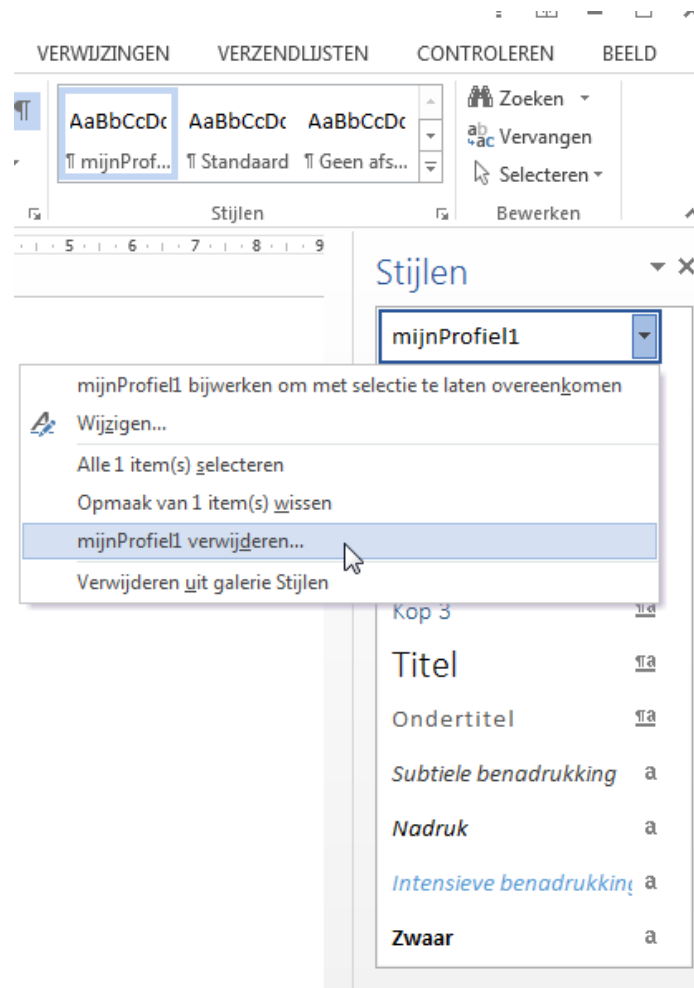 VERWIJZINGEN VERZENDLIJSTEN CONTROLEREN BEELD
AaBbCcDc AaBbCcDc AaBbCcDc
¶ mijnProf... ¶ Standaard ¶ Geen afs...
Zoeken
Vervangen
Selecteren
Stijlen
Bewerken
5 6 7 8 9
Stijlen
mijnProfiel1
mijnProfiel1 bijwerken om met selectie te laten overeenkomen
Wijzigen...
Alle 1 item(s) selecteren
Opmaak van 1 item(s) wissen
mijnProfiel1 verwijderen...
Verwijderen uit galerie Stijlen
Kop 3 ¶a
Titel ¶a
Ondertitel ¶a
Subtiele benadrukking a
Nadruk a
Intensieve benadrukking a
Zwaar a